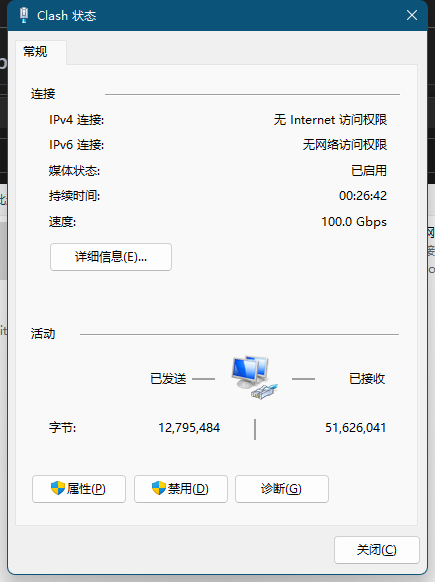 Clash 状态
常规
连接
IPv4 连接: 无 Internet 访问权限
IPv6 连接: 无网络访问权限
媒体状态: 已启用
持续时间: 00:26:42
速度: 100.0 Gbps
详细信息(E)...
活动
已发送 — — 已接收
字节: 12,795,484 51,626,041
属性(P) 禁用(D) 诊断(G)
关闭(C)